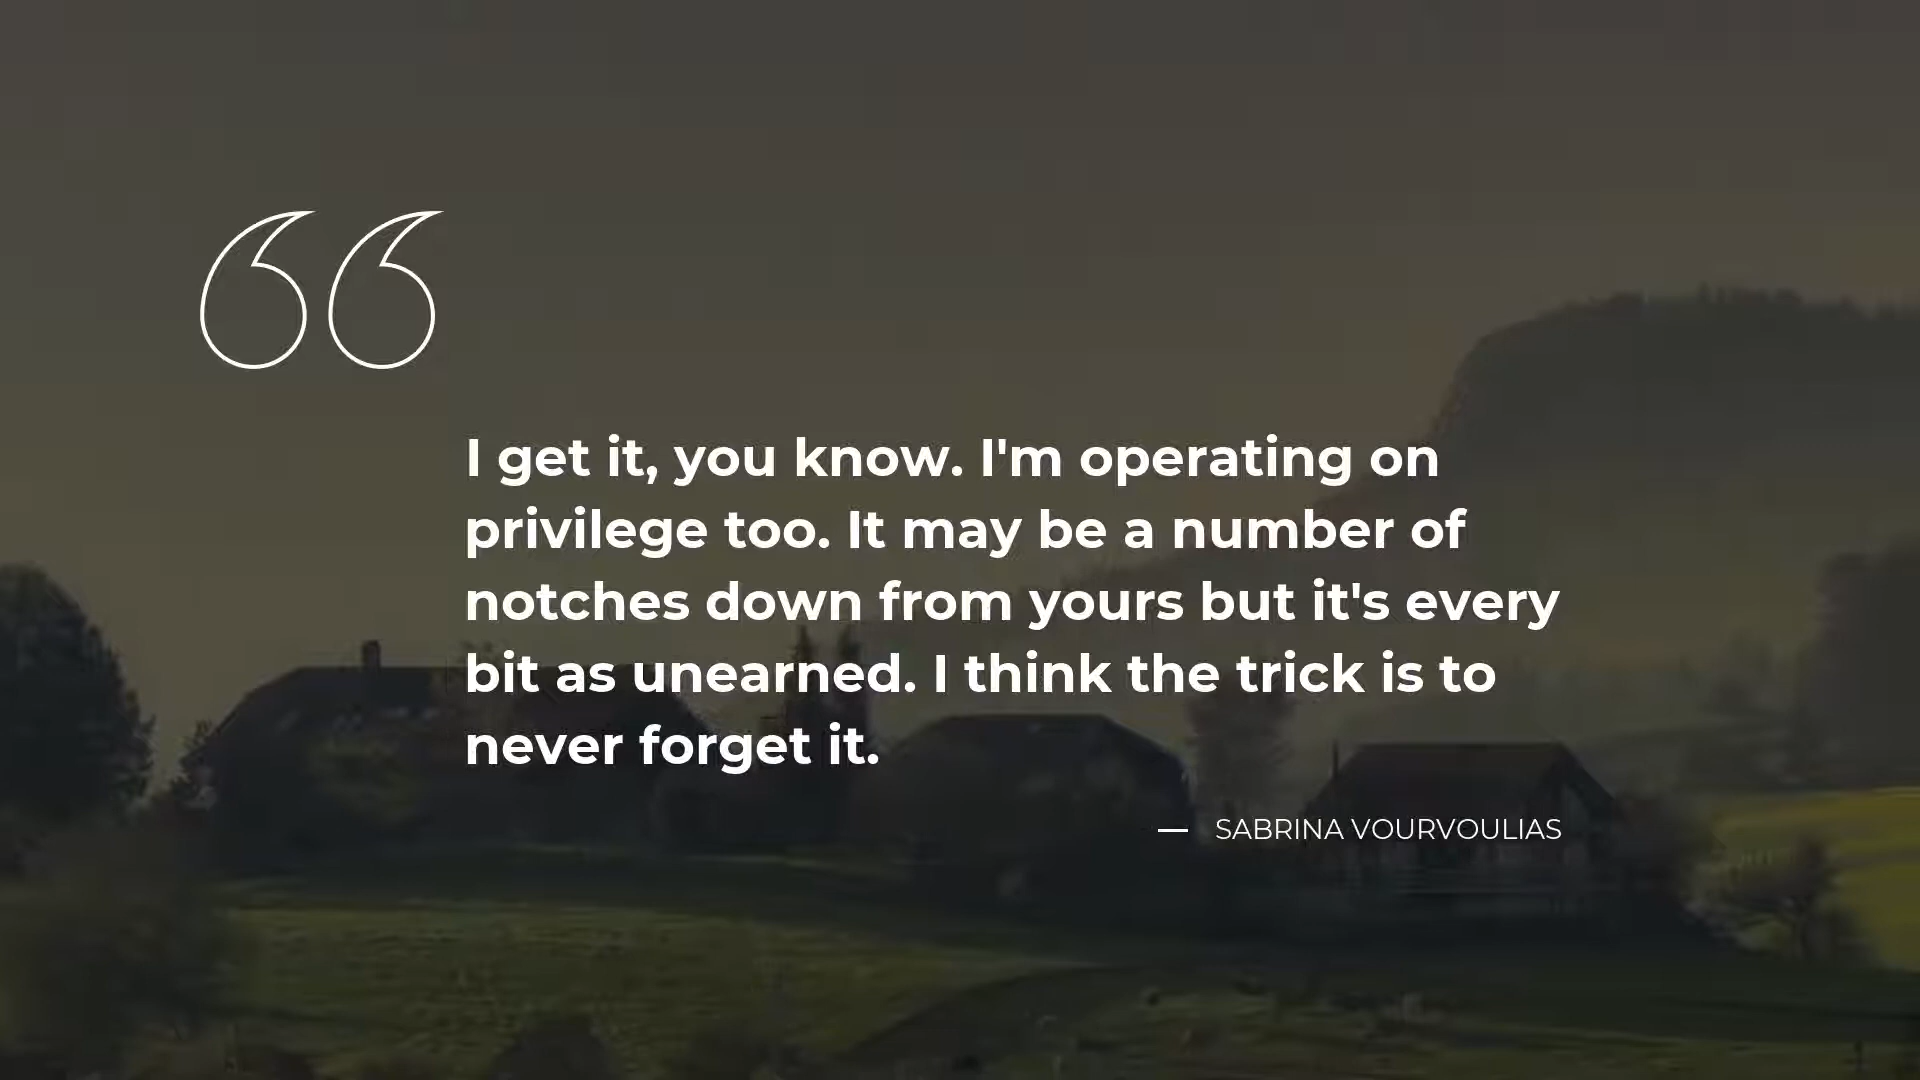 “
I get it, you know. I'm operating on
privilege too. It may be a number of
notches down from yours but it's every
bit as unearned. I think the trick is to
never forget it.
— SABRINA VOURVOULIAS